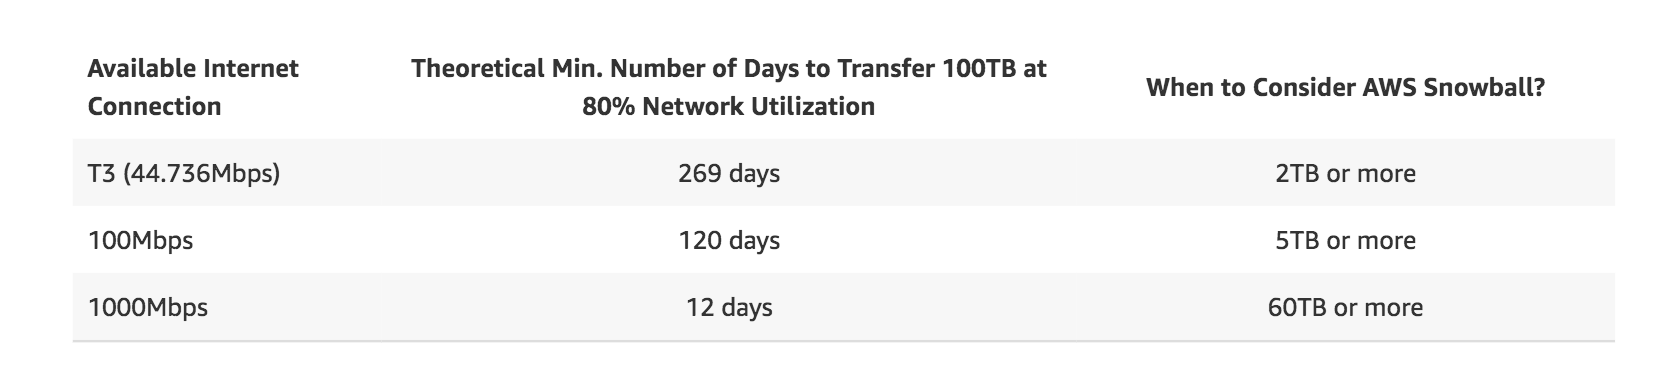 Available Internet
Connection
Theoretical Min. Number of Days to Transfer 100TB at
80% Network Utilization
When to Consider AWS Snowball?
T3 (44.736Mbps)
269 days
2TB or more
100Mbps
120 days
5TB or more
1000Mbps
12 days
60TB or more